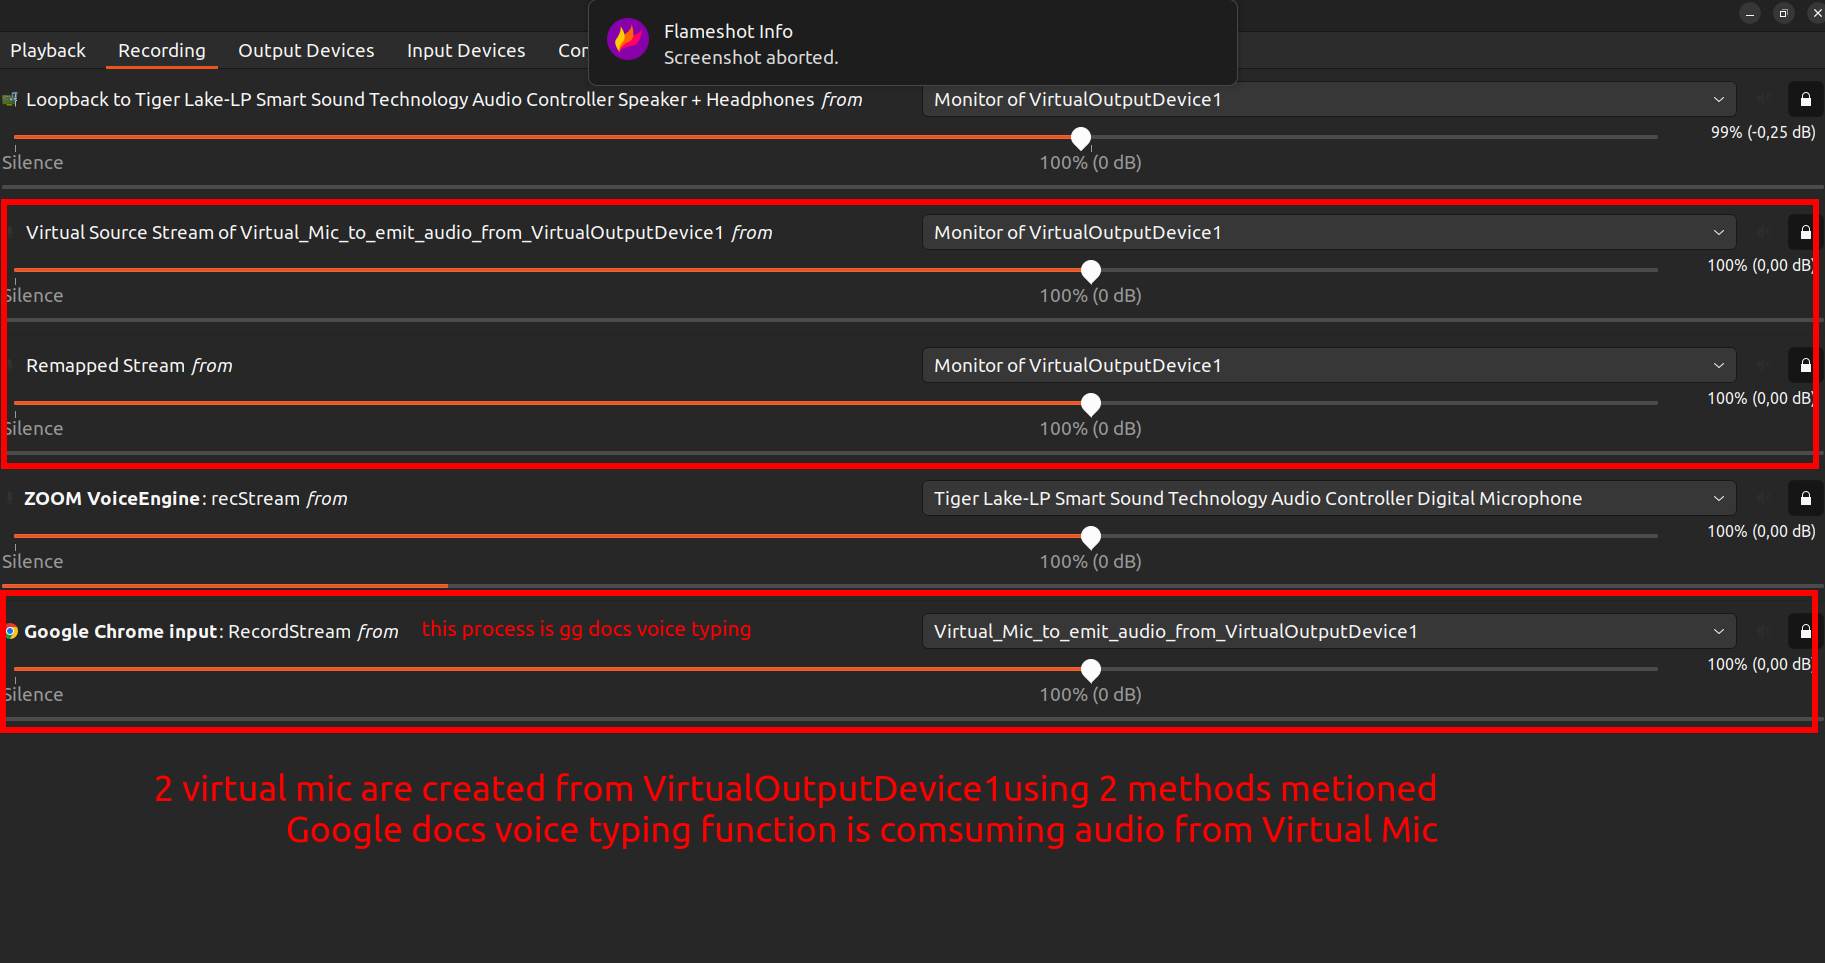 Flameshot Info
Screenshot aborted.
Playback Recording Output Devices Input Devices
Loopback to Tiger Lake-LP Smart Sound Technology Audio Controller Speaker + Headphones from Monitor of VirtualOutputDevice1
99% (-0,25 dB)
Silence 100% (0 dB)
Virtual Source Stream of Virtual_Mic_to_emit_audio_from_VirtualOutputDevice1 from Monitor of VirtualOutputDevice1
100% (0,00 dB)
Silence 100% (0 dB)
Remapped Stream from Monitor of VirtualOutputDevice1
100% (0,00 dB)
Silence 100% (0 dB)
ZOOM VoiceEngine: recStream from Tiger Lake-LP Smart Sound Technology Audio Controller Digital Microphone
100% (0,00 dB)
Silence 100% (0 dB)
Google Chrome input: RecordStream from this process is gg docs voice typing Virtual_Mic_to_emit_audio_from_VirtualOutputDevice1
100% (0,00 dB)
Silence 100% (0 dB)
2 virtual mic are created from VirtualOutputDevice1using 2 methods metioned
Google docs voice typing function is comsuming audio from Virtual Mic